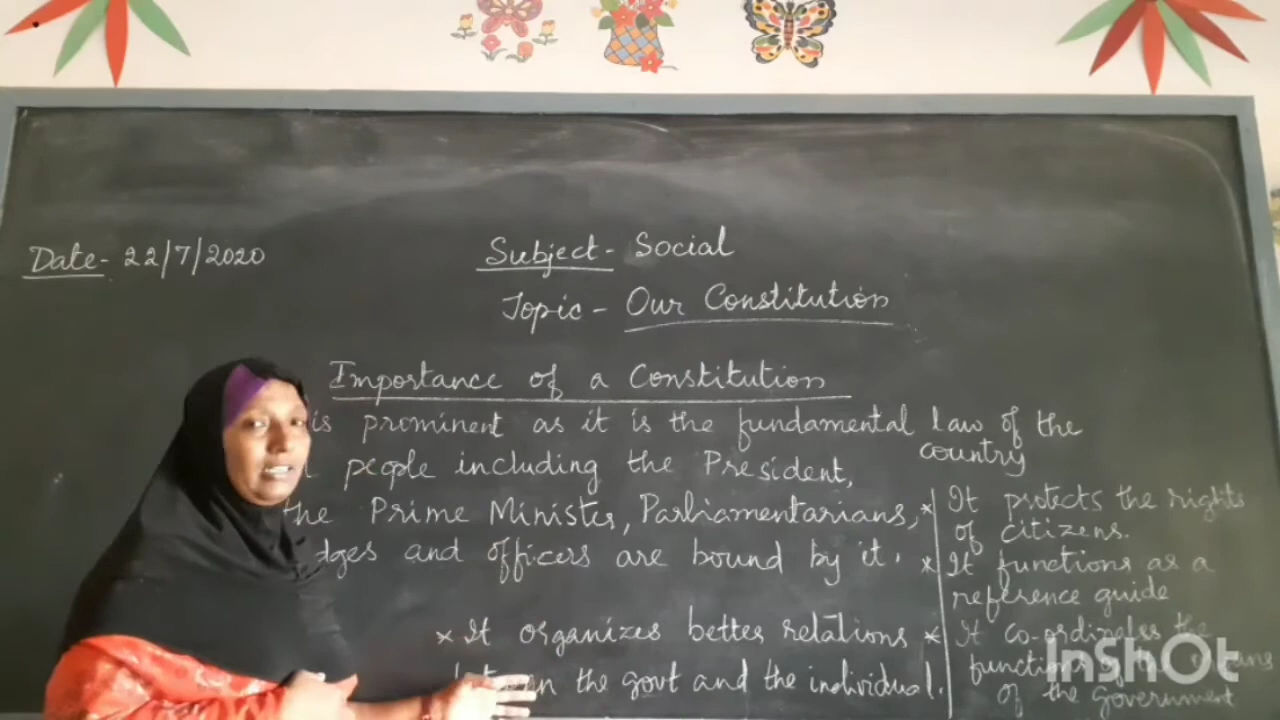 Date- 22/7/2020
Subject- Social
Topic - Our Constitution
Importance of a Constitution
is prominent as it is the fundamental law of the
country
people including the President,
the Prime Minister, Parliamentarians,
and officers are bound by it.
* It organizes better relations
the govt and the individual.
* It protects the rights
of citizens.
* It functions as a
reference guide
* It co-ordinates the
functions of the
of the Government
InShOt